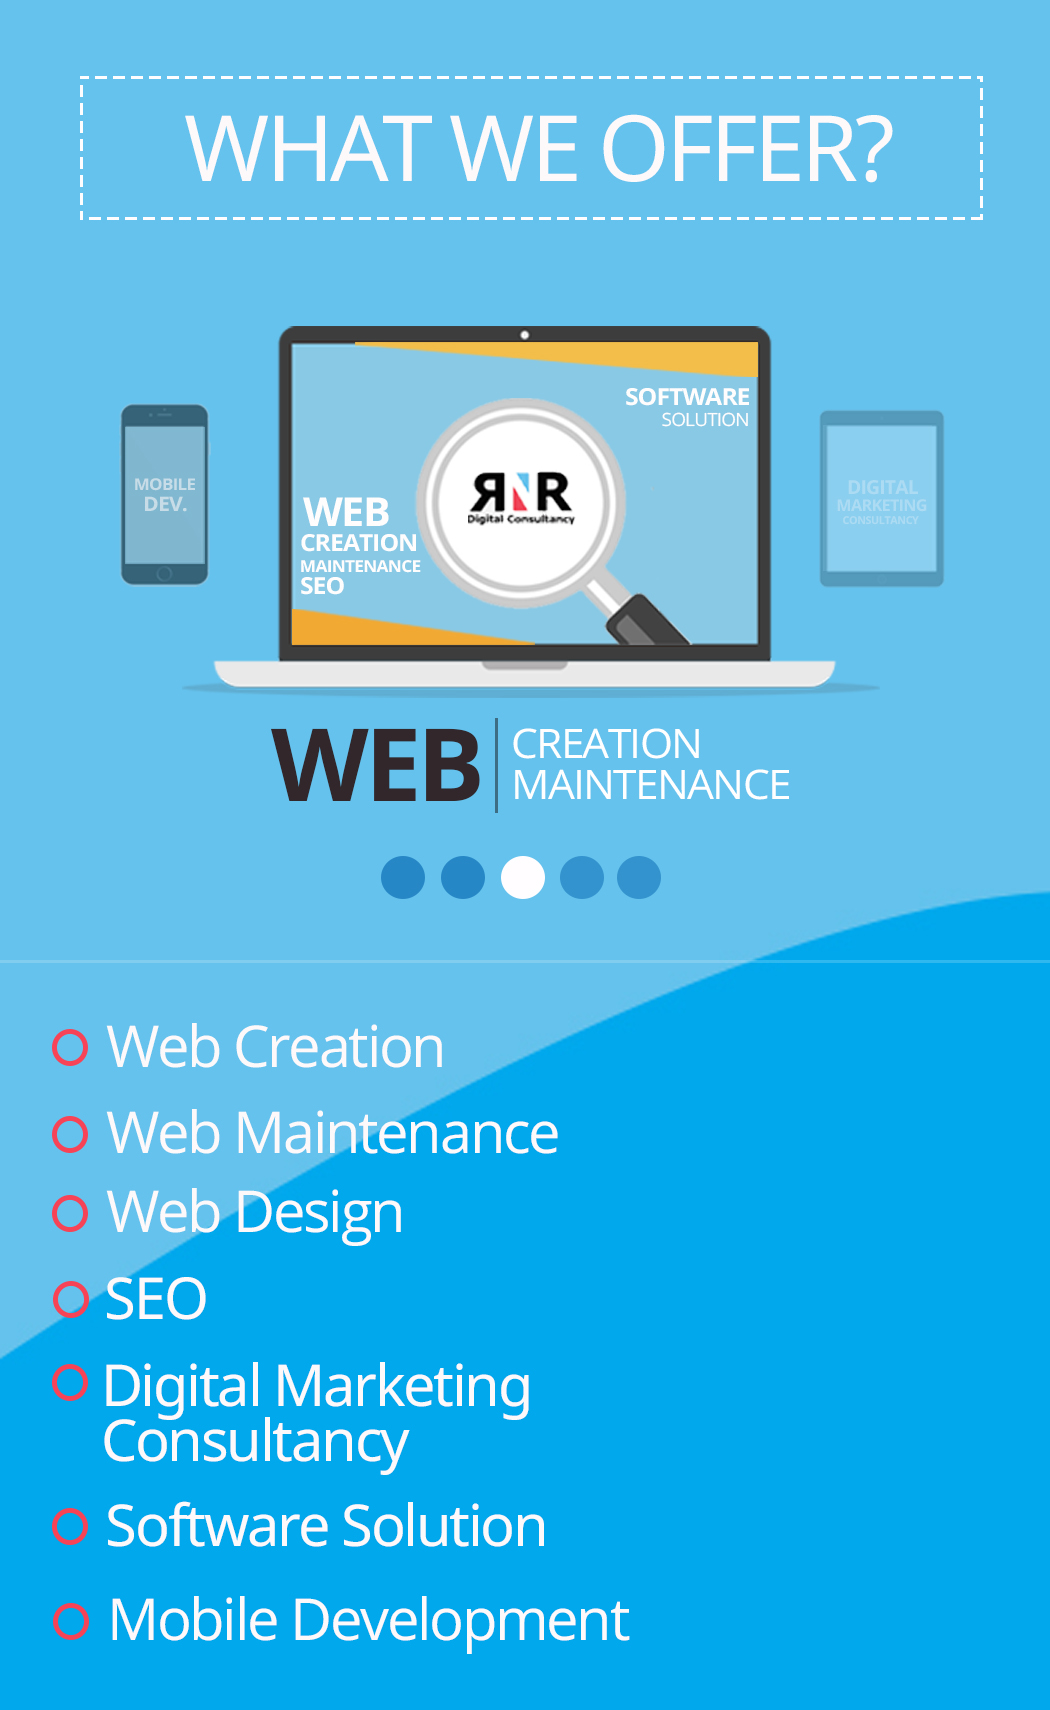 WHAT WE OFFER?
SOFTWARE
SOLUTION
MOBILE
DEV.
RNR
Digital Consultancy
WEB
CREATION
MAINTENANCE
SEO
DIGITAL
MARKETING
CONSULTANCY
WEB
CREATION
MAINTENANCE
Web Creation
Web Maintenance
Web Design
SEO
Digital Marketing
Consultancy
Software Solution
Mobile Development